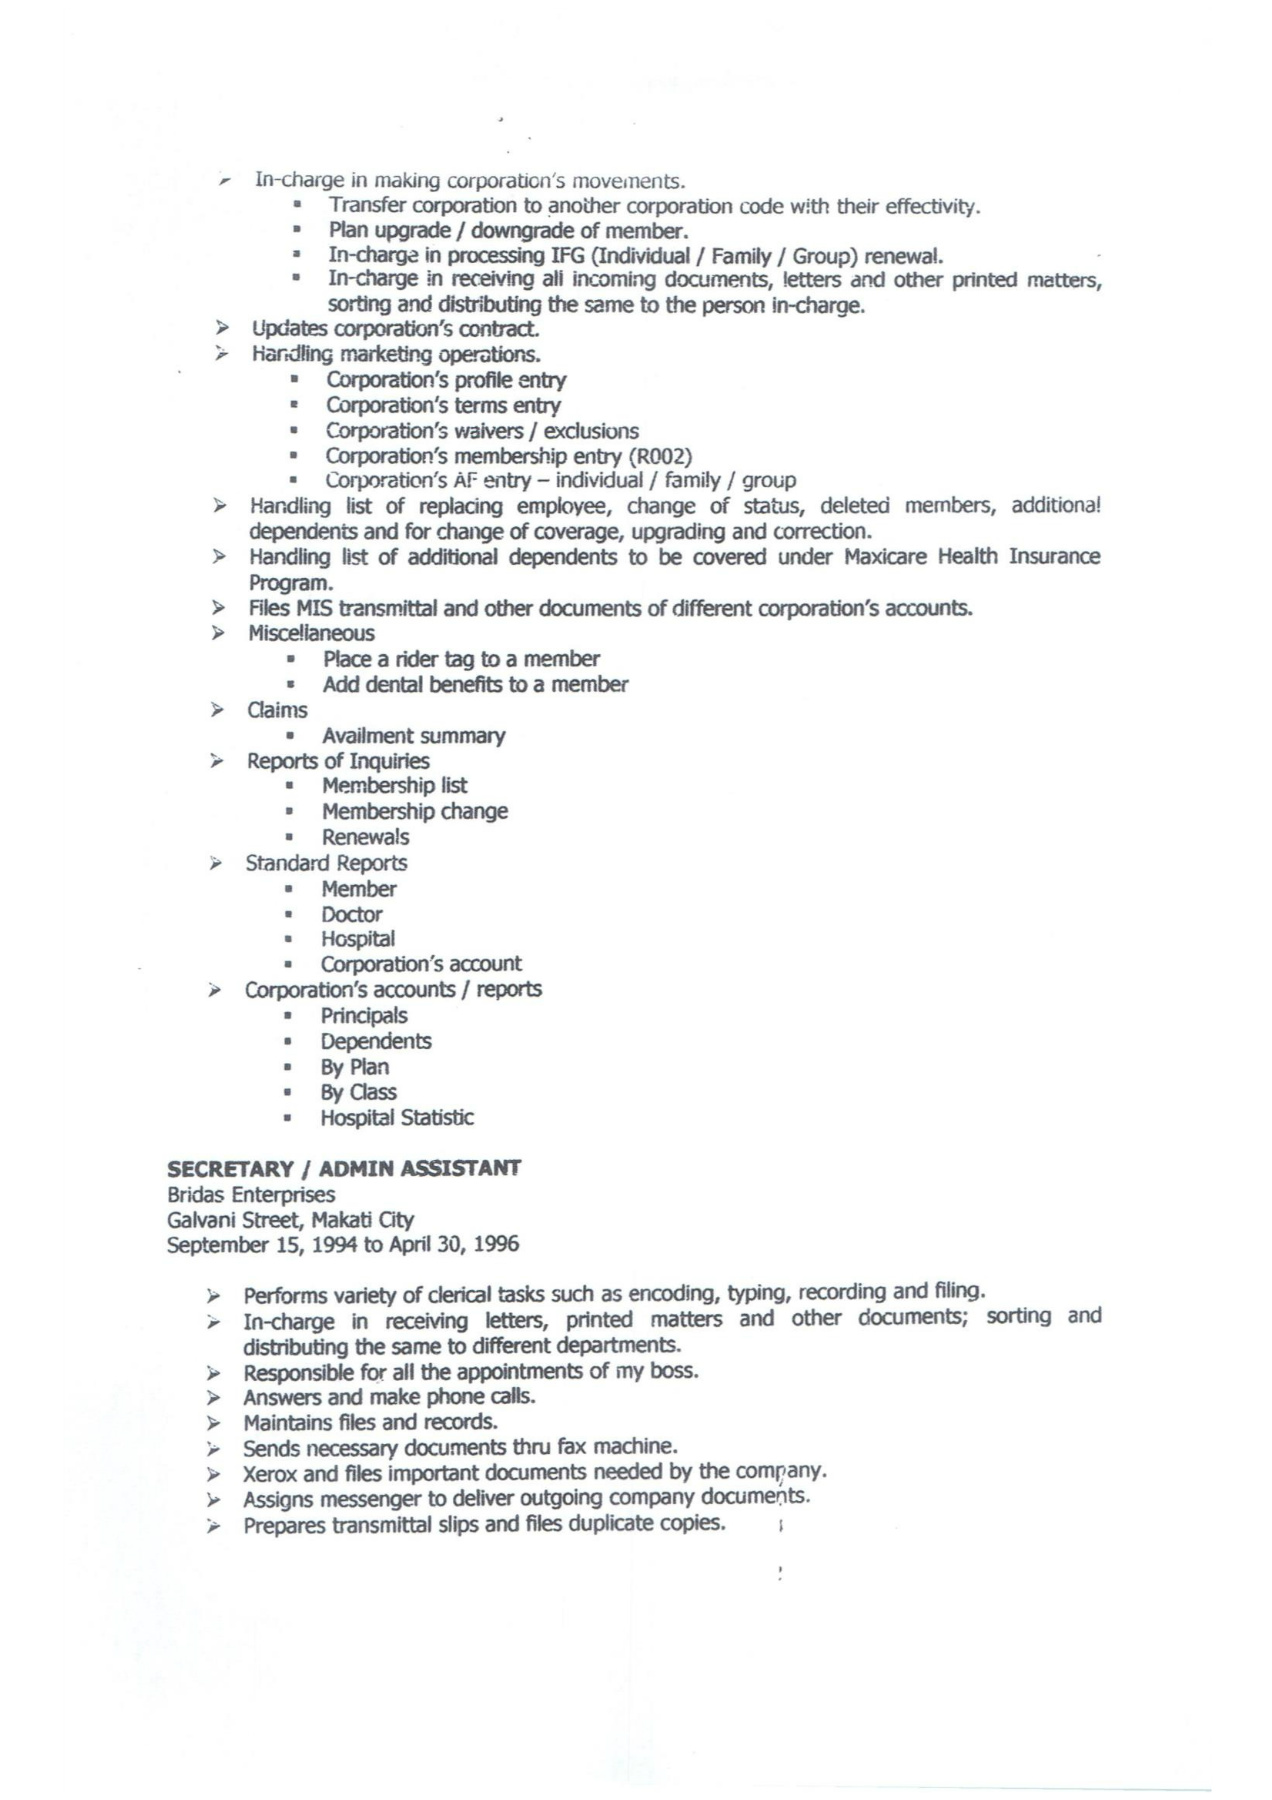 ➢ In-charge in making corporation's movements.
▪ Transfer corporation to another corporation code with their effectivity.
▪ Plan upgrade / downgrade of member.
▪ In-charge in processing IFG (Individual / Family / Group) renewal.
▪ In-charge in receiving all incoming documents, letters and other printed matters,
sorting and distributing the same to the person in-charge.
➢ Updates corporation's contract.
➢ Handling marketing operations.
▪ Corporation's profile entry
▪ Corporation's terms entry
▪ Corporation's waivers / exclusions
▪ Corporation's membership entry (R002)
▪ Corporation's AF entry – individual / family / group
➢ Handling list of replacing employee, change of status, deleted members, additional
dependents and for change of coverage, upgrading and correction.
➢ Handling list of additional dependents to be covered under Maxicare Health Insurance
Program.
➢ Files MIS transmittal and other documents of different corporation's accounts.
➢ Miscellaneous
▪ Place a rider tag to a member
▪ Add dental benefits to a member
➢ Claims
▪ Availment summary
➢ Reports of Inquiries
▪ Membership list
▪ Membership change
▪ Renewals
➢ Standard Reports
▪ Member
▪ Doctor
▪ Hospital
▪ Corporation's account
➢ Corporation's accounts / reports
▪ Principals
▪ Dependents
▪ By Plan
▪ By Class
▪ Hospital Statistic
SECRETARY / ADMIN ASSISTANT
Bridas Enterprises
Galvani Street, Makati City
September 15, 1994 to April 30, 1996
➢ Performs variety of clerical tasks such as encoding, typing, recording and filing.
➢ In-charge in receiving letters, printed matters and other documents; sorting and
distributing the same to different departments.
➢ Responsible for all the appointments of my boss.
➢ Answers and make phone calls.
➢ Maintains files and records.
➢ Sends necessary documents thru fax machine.
➢ Xerox and files important documents needed by the company.
➢ Assigns messenger to deliver outgoing company documents.
➢ Prepares transmittal slips and files duplicate copies.